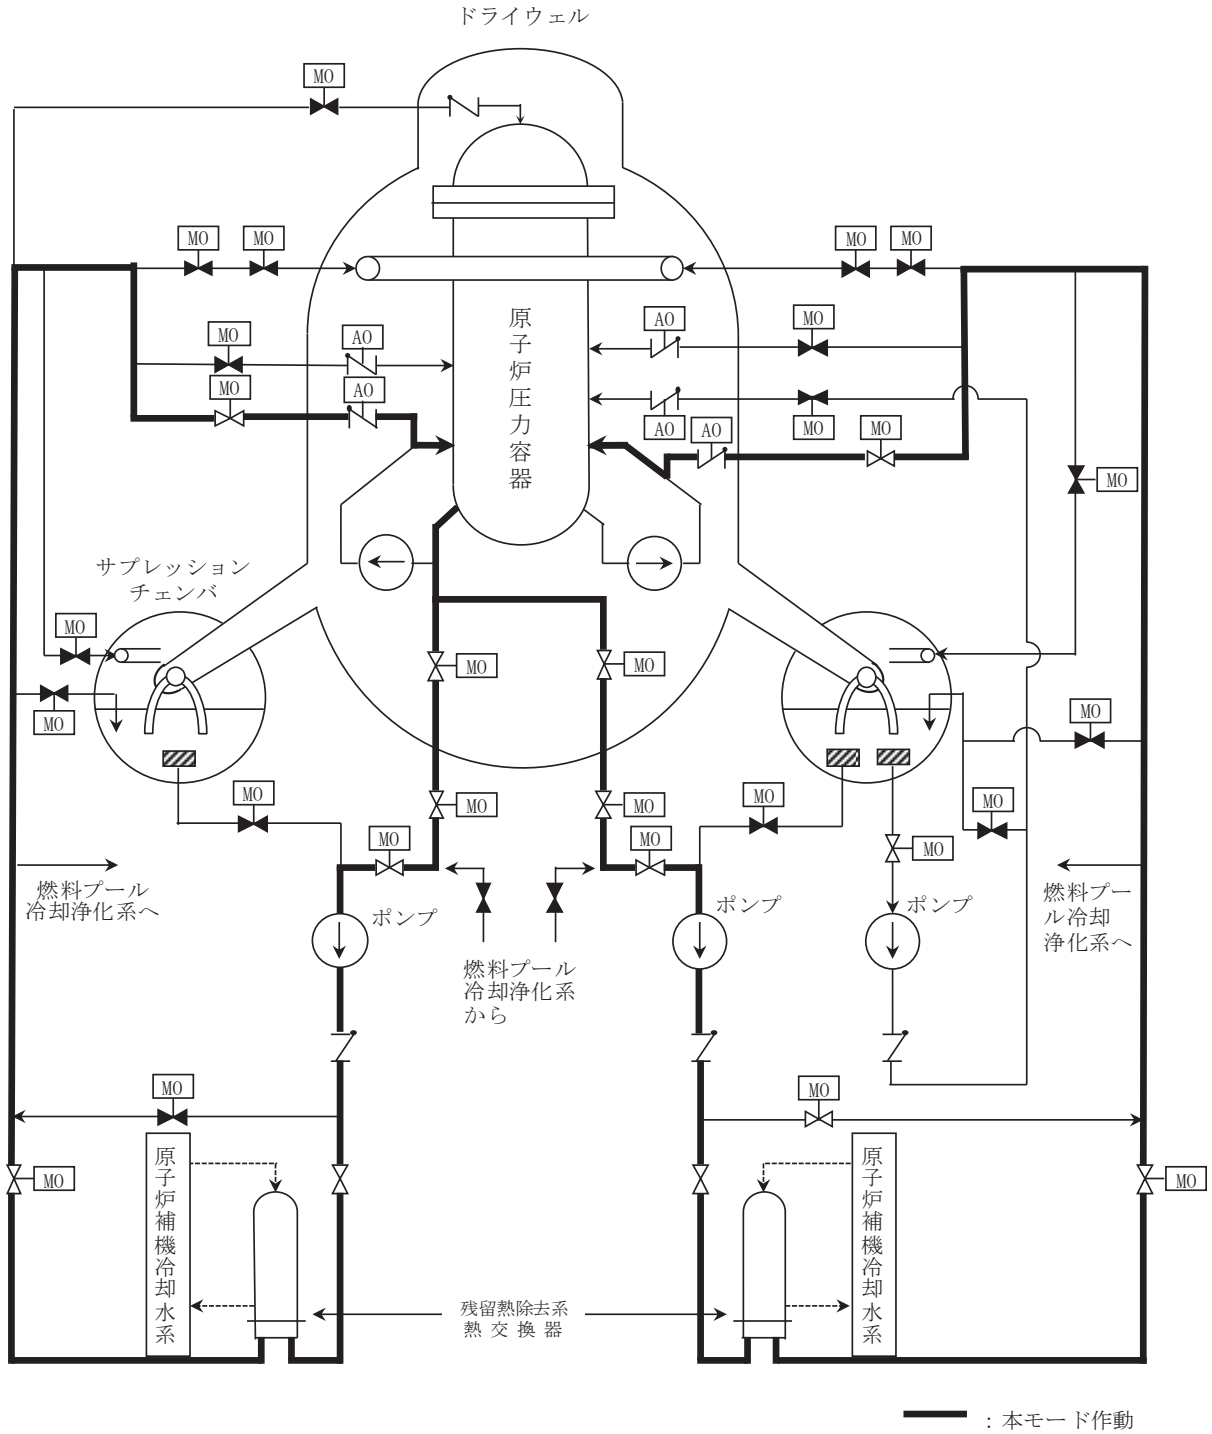 ドライウェル
MO
MO
MO
MO
MO
MO
AO
AO
MO
MO
MO
AO
MO
AO
AO
MO
MO
原子炉圧力容器
MO
サプレッション
チェンバ
MO
MO
MO
MO
MO
MO
MO
MO
MO
MO
MO
MO
MO
MO
燃料プール
冷却浄化系へ
ポンプ
ポンプ
ポンプ
燃料プー
ル冷却
浄化系へ
燃料プール
冷却浄化系
から
MO
MO
MO
MO
原子炉補機冷却水系
原子炉補機冷却水系
残留熱除去系
熱交換器
：本モード作動